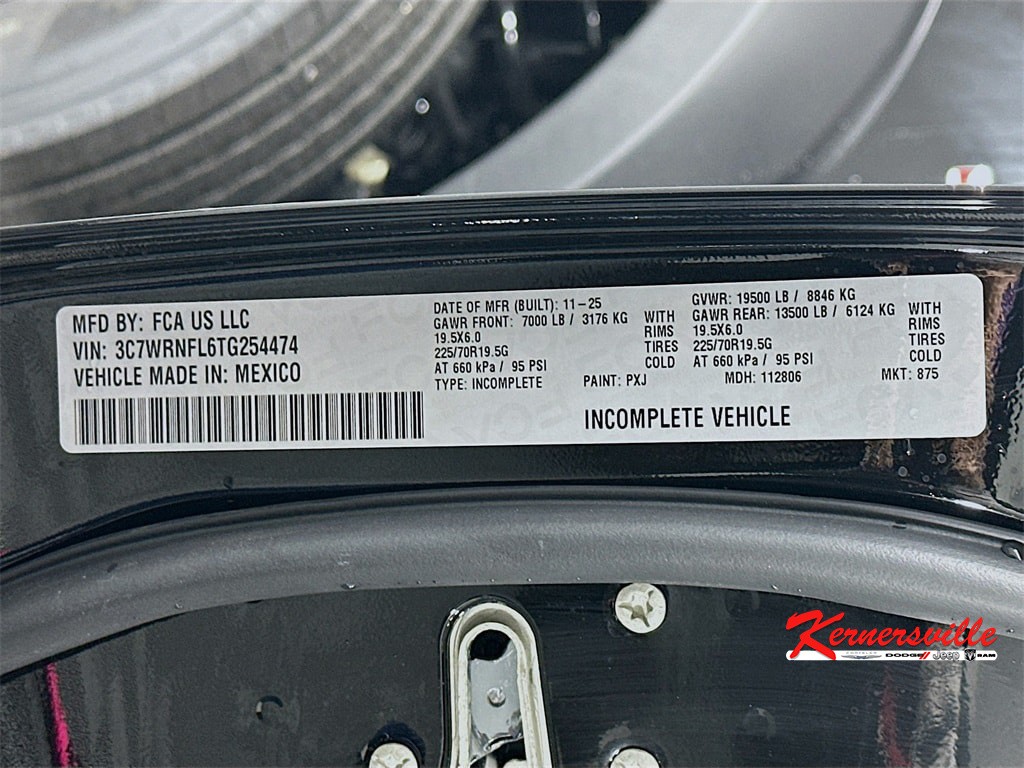 MFD BY: FCA US LLC
VIN: 3C7WRNFL6TG254474
VEHICLE MADE IN: MEXICO
DATE OF MFR (BUILT): 11-25
GAWR FRONT: 7000 LB / 3176 KG WITH
19.5X6.0 RIMS
225/70R19.5G TIRES
AT 660 kPa / 95 PSI COLD
TYPE: INCOMPLETE
GVWR: 19500 LB / 8846 KG
GAWR REAR: 13500 LB / 6124 KG WITH
19.5X6.0 RIMS
225/70R19.5G TIRES
AT 660 kPa / 95 PSI COLD
PAINT: PXJ MDH: 112806 MKT: 875
INCOMPLETE VEHICLE
Kernersville
CHRYSLER DODGE Jeep RAM